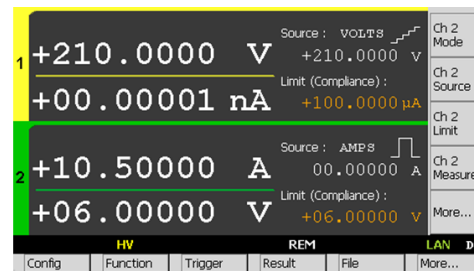 1
+210.0000 V
+00.00001 nA
Source : VOLTS
+210.0000 V
Limit (Compliance) :
+100.0000 µA
2
+10.50000 A
+06.00000 V
Source : AMPS
00.00000 A
Limit (Compliance) :
+06.00000 V
Ch 2
Mode
Ch 2
Source
Ch 2
Limit
Ch 2
Measure
More...
HV REM LAN D
Config Function Trigger Result File More...